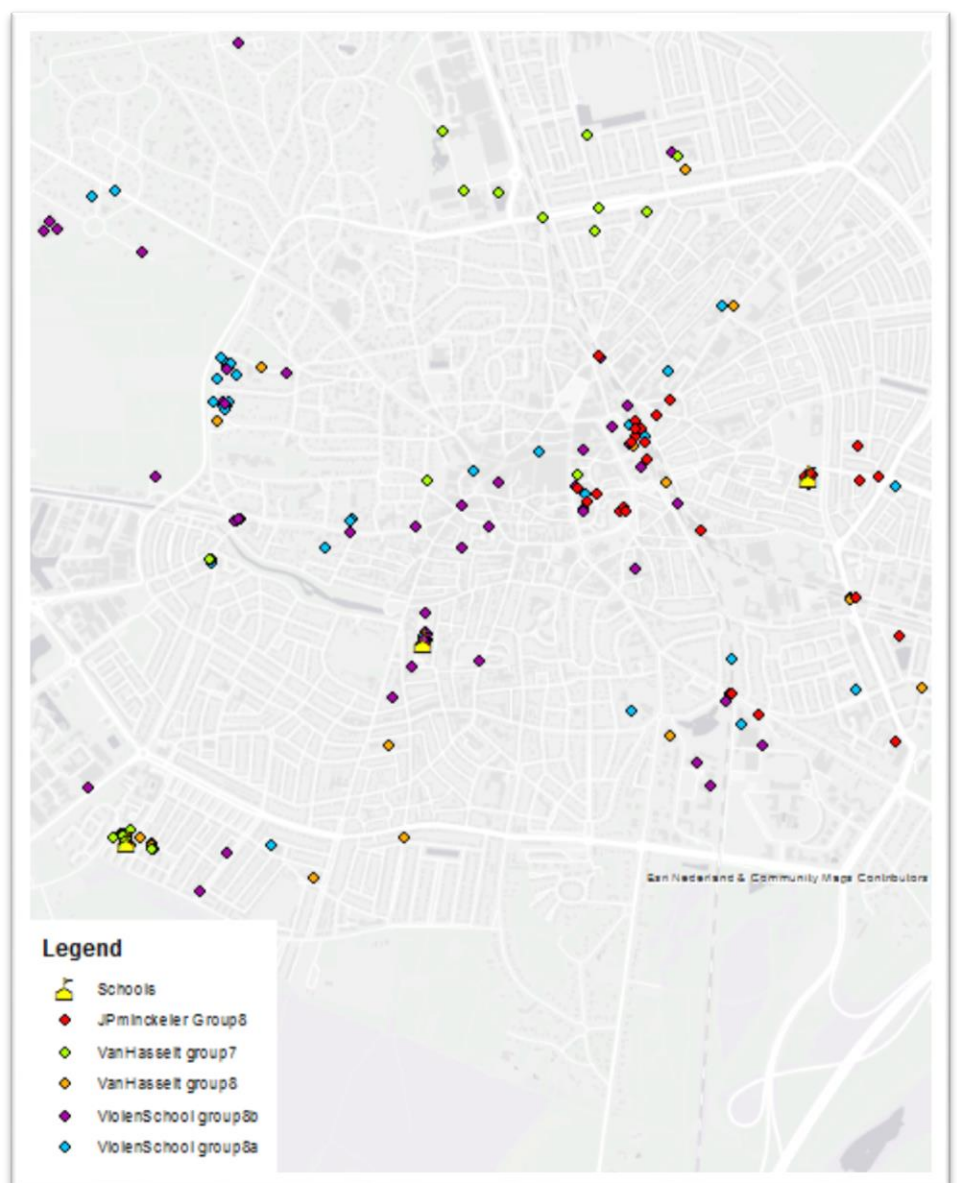 Esri Nederland & Community Maps Contributors
Legend
Schools
JPminckeler Group8
VanHasselt group7
VanHasselt group8
ViolenSchool group8b
ViolenSchool group8a